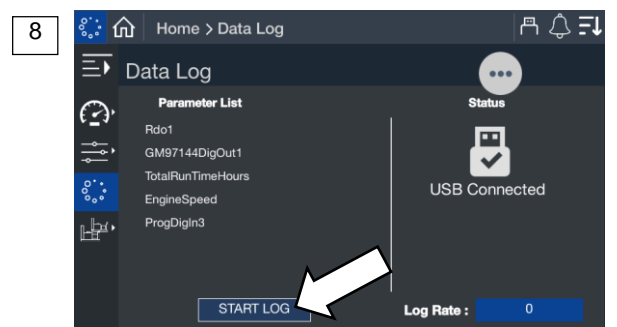 8
Home > Data Log
Data Log
Parameter List
Status
Rdo1
GM97144DigOut1
TotalRunTimeHours
EngineSpeed
ProgDigIn3
USB Connected
START LOG
Log Rate :
0